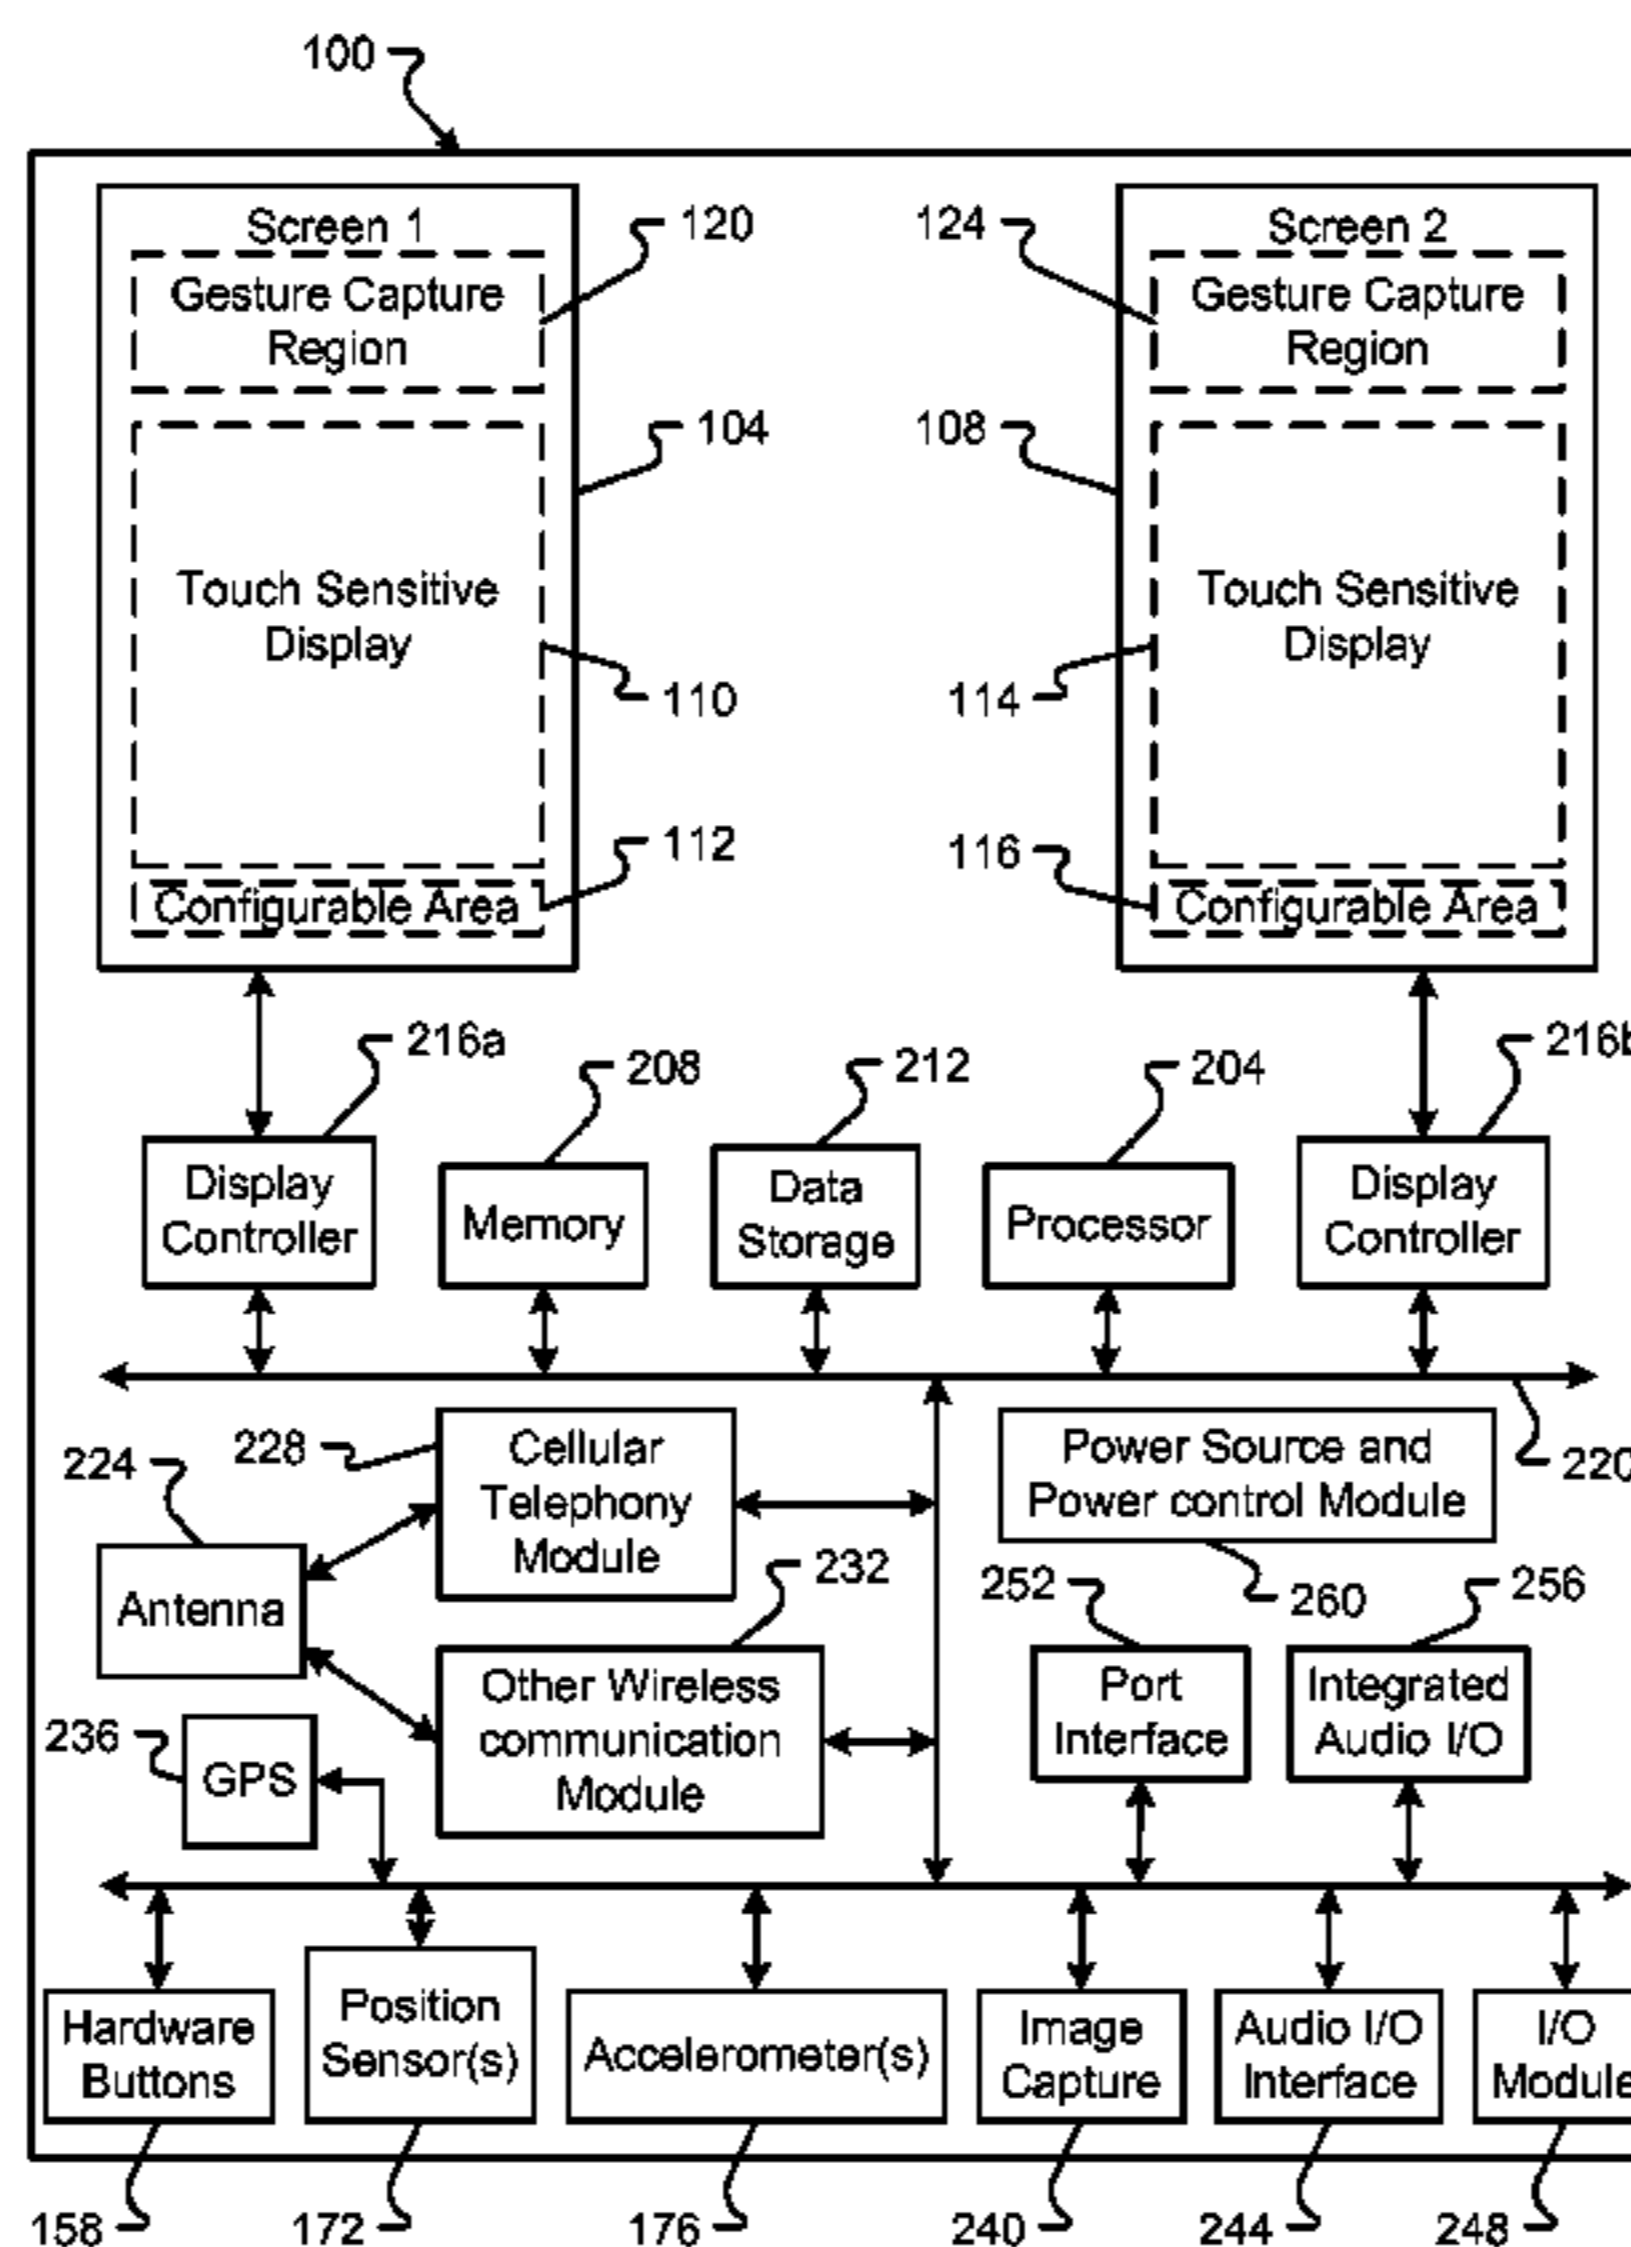 100
Screen 1
Gesture Capture
Region
120
104
Touch Sensitive
Display
110
112
Configurable Area
124
Screen 2
Gesture Capture
Region
108
Touch Sensitive
Display
114
116
Configurable Area
216a
208
212
204
216b
Display
Controller
Memory
Data
Storage
Processor
Display
Controller
220
224
228
Cellular
Telephony
Module
Power Source and
Power control Module
260
Antenna
232
Other Wireless
communication
Module
252
Port
Interface
256
Integrated
Audio I/O
236
GPS
Hardware
Buttons
Position
Sensor(s)
Accelerometer(s)
Image
Capture
Audio I/O
Interface
I/O
Module
158
172
176
240
244
248